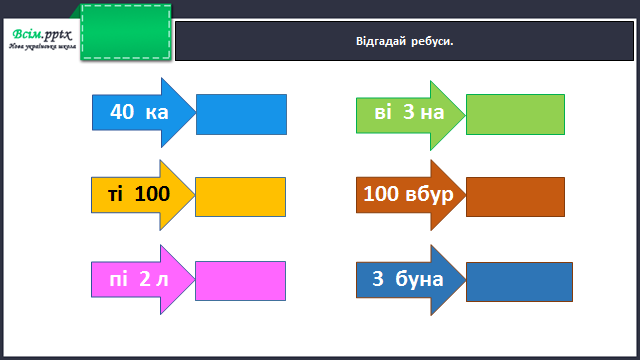 Всім.pptx
Нова українська школа
Відгадай ребуси.
40 ка
ві 3 на
ті 100
100 вбур
пі 2 л
3 буна